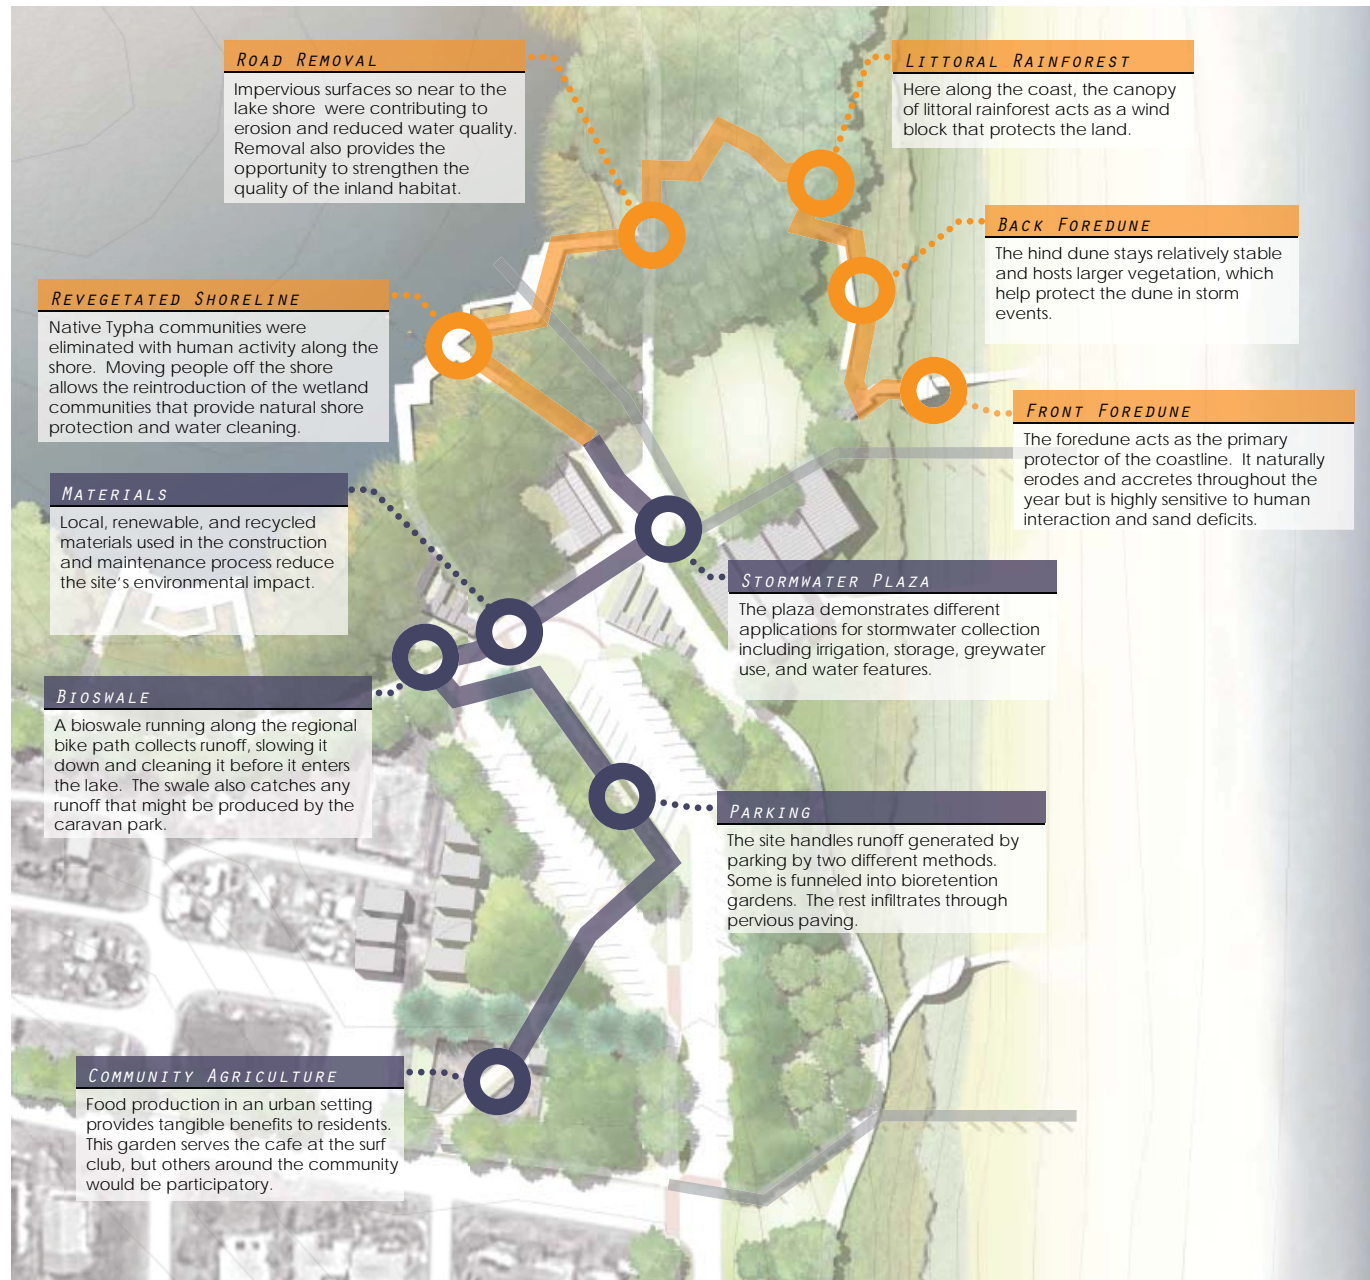 ROAD REMOVAL
Impervious surfaces so near to the
lake shore were contributing to
erosion and reduced water quality.
Removal also provides the
opportunity to strengthen the
quality of the inland habitat.
LITTORAL RAINFOREST
Here along the coast, the canopy
of littoral rainforest acts as a wind
block that protects the land.
BACK FOREDUNE
The hind dune stays relatively stable
and hosts larger vegetation, which
help protect the dune in storm
events.
REVEGETATED SHORELINE
Native Typha communities were
eliminated with human activity along the
shore. Moving people off the shore
allows the reintroduction of the wetland
communities that provide natural shore
protection and water cleaning.
FRONT FOREDUNE
The foredune acts as the primary
protector of the coastline. It naturally
erodes and accretes throughout the
year but is highly sensitive to human
interaction and sand deficits.
MATERIALS
Local, renewable, and recycled
materials used in the construction
and maintenance process reduce
the site's environmental impact.
STORMWATER PLAZA
The plaza demonstrates different
applications for stormwater collection
including irrigation, storage, greywater
use, and water features.
BIOSWALE
A bioswale running along the regional
bike path collects runoff, slowing it
down and cleaning it before it enters
the lake. The swale also catches any
runoff that might be produced by the
caravan park.
PARKING
The site handles runoff generated by
parking by two different methods.
Some is funneled into bioretention
gardens. The rest infiltrates through
pervious paving.
COMMUNITY AGRICULTURE
Food production in an urban setting
provides tangible benefits to residents.
This garden serves the cafe at the surf
club, but others around the community
would be participatory.